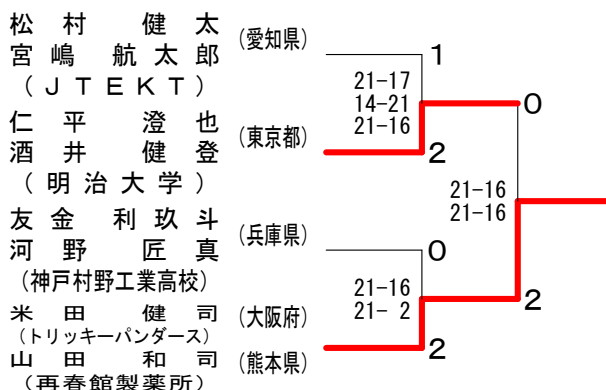 松村 健太
宮嶋 航太郎
(JTEKT)
(愛知県)
仁平 澄也
酒井 健登
(明治大学)
(東京都)
友金 利玖斗
河野 匠真
(神戸村野工業高校)
(兵庫県)
米田 健司
(トリッキーパンダース)
(大阪府)
山田 和司
(再春館製薬所)
(熊本県)
1
21-17
14-21
21-16
2
0
21-16
21-16
2
0
21-16
21- 2
2